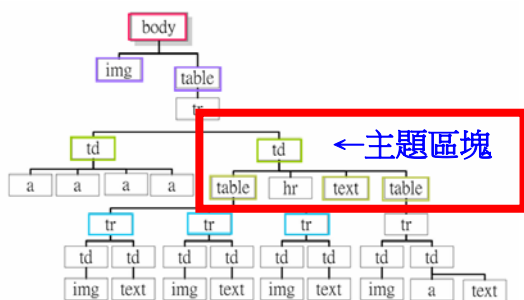 body
img table
tr
td td ←主題區塊
a a a a table hr text table
tr tr tr tr
td td td td td td td td
img text img text img text img a text